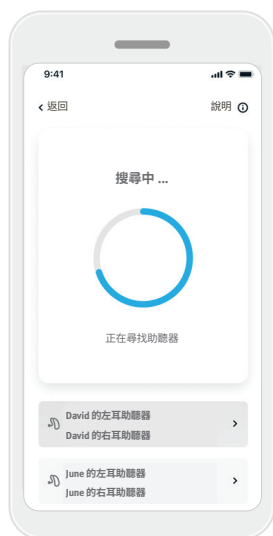 9:41
返回
說明
搜尋中 ...
正在尋找助聽器
David 的左耳助聽器
David 的右耳助聽器
June 的左耳助聽器
June 的右耳助聽器